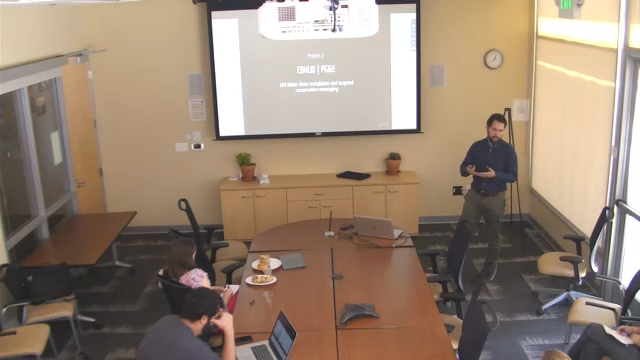 Project 2
EBMUD | PG&E
AMI Water Meter Installation and targeted
conservation messaging